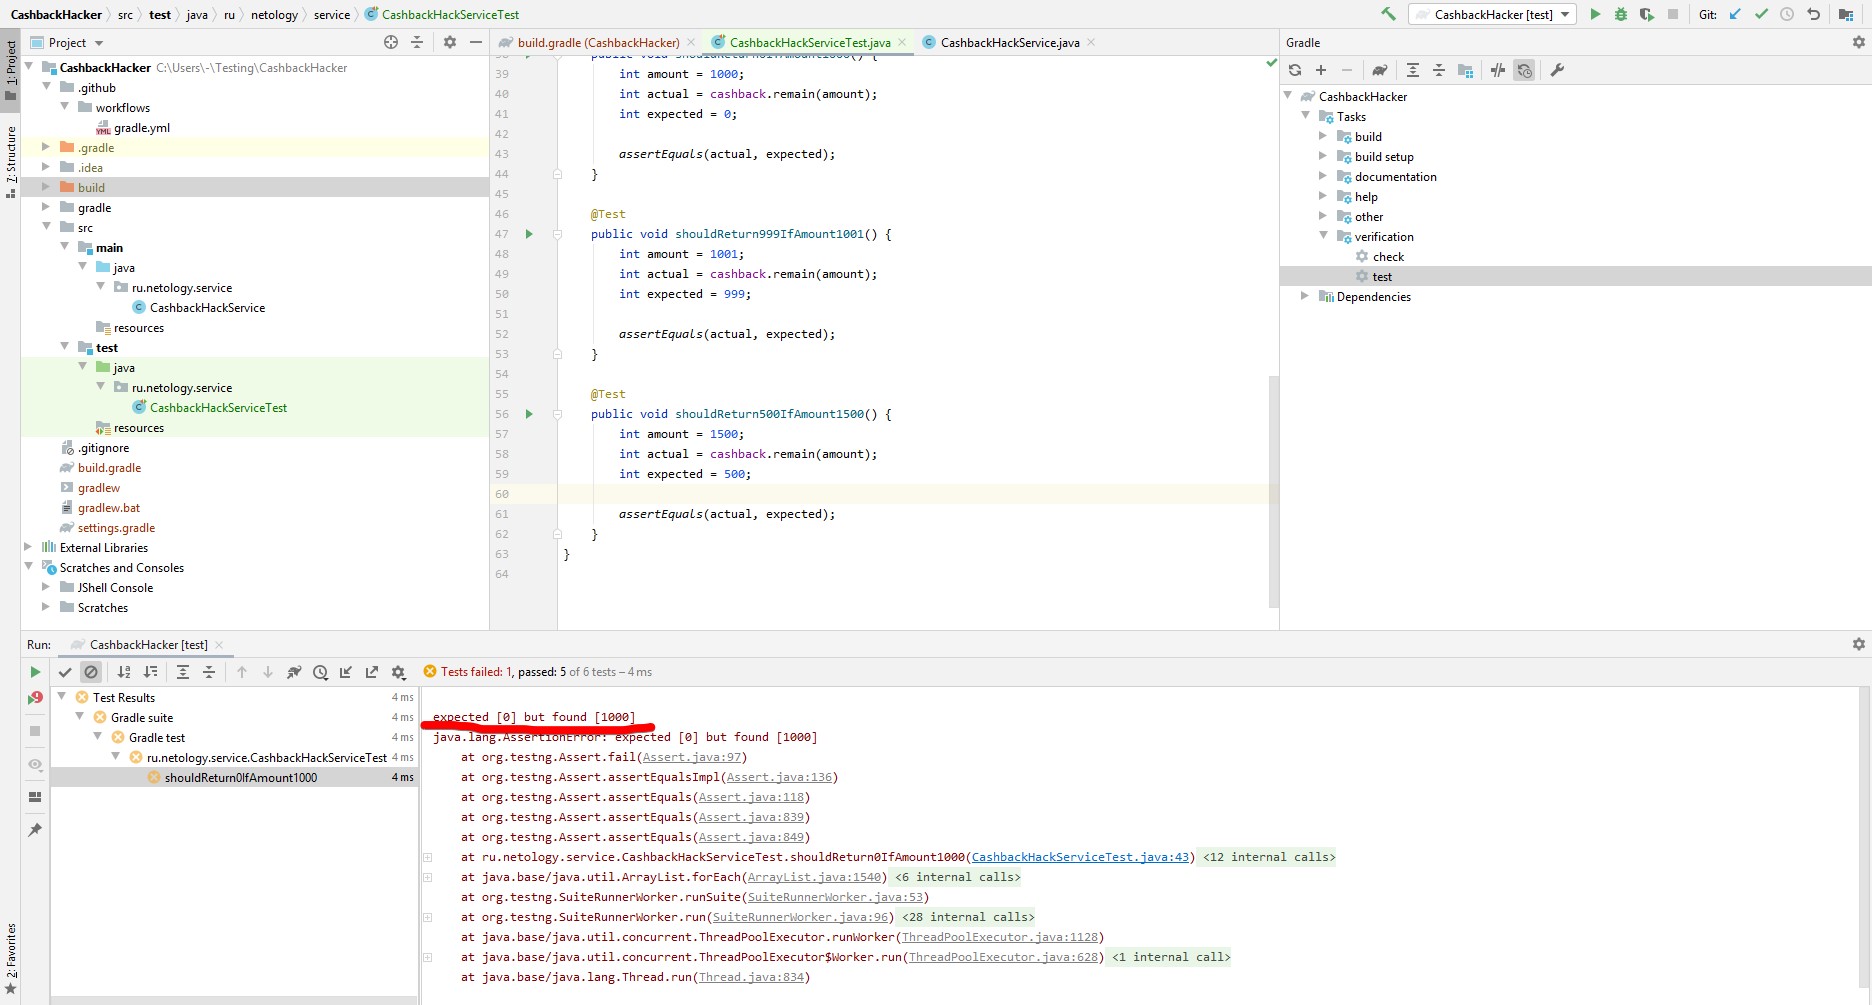 CashbackHacker src test java ru netology service CashbackHackServiceTest
CashbackHacker [test]
Git:
1: Project
Z: Structure
2: Favorites
Project
CashbackHacker C:\Users\-\Testing\CashbackHacker
.github
workflows
gradle.yml
.gradle
.idea
build
gradle
src
main
java
ru.netology.service
CashbackHackService
resources
test
java
ru.netology.service
CashbackHackServiceTest
resources
.gitignore
build.gradle
gradlew
gradlew.bat
settings.gradle
External Libraries
Scratches and Consoles
JShell Console
Scratches
build.gradle (CashbackHacker) CashbackHackServiceTest.java CashbackHackService.java
38 public void shouldReturn0IfAmount1000() {
39 int amount = 1000;
40 int actual = cashback.remain(amount);
41 int expected = 0;
42
43 assertEquals(actual, expected);
44 }
45
46 @Test
47 public void shouldReturn999IfAmount1001() {
48 int amount = 1001;
49 int actual = cashback.remain(amount);
50 int expected = 999;
51
52 assertEquals(actual, expected);
53 }
54
55 @Test
56 public void shouldReturn500IfAmount1500() {
57 int amount = 1500;
58 int actual = cashback.remain(amount);
59 int expected = 500;
60
61 assertEquals(actual, expected);
62 }
63 }
64
Gradle
CashbackHacker
Tasks
build
build setup
documentation
help
other
verification
check
test
Dependencies
Run: CashbackHacker [test]
Tests failed: 1, passed: 5 of 6 tests – 4 ms
Test Results 4 ms
Gradle suite 4 ms
Gradle test 4 ms
ru.netology.service.CashbackHackServiceTest 4 ms
shouldReturn0IfAmount1000 4 ms
expected [0] but found [1000]
java.lang.AssertionError: expected [0] but found [1000]
at org.testng.Assert.fail(Assert.java:97)
at org.testng.Assert.assertEqualsImpl(Assert.java:136)
at org.testng.Assert.assertEquals(Assert.java:118)
at org.testng.Assert.assertEquals(Assert.java:839)
at org.testng.Assert.assertEquals(Assert.java:849)
at ru.netology.service.CashbackHackServiceTest.shouldReturn0IfAmount1000(CashbackHackServiceTest.java:43) <12 internal calls>
at java.base/java.util.ArrayList.forEach(ArrayList.java:1540) <6 internal calls>
at org.testng.SuiteRunnerWorker.runSuite(SuiteRunnerWorker.java:53)
at org.testng.SuiteRunnerWorker.run(SuiteRunnerWorker.java:96) <28 internal calls>
at java.base/java.util.concurrent.ThreadPoolExecutor.runWorker(ThreadPoolExecutor.java:1128)
at java.base/java.util.concurrent.ThreadPoolExecutor$Worker.run(ThreadPoolExecutor.java:628) <1 internal call>
at java.base/java.lang.Thread.run(Thread.java:834)